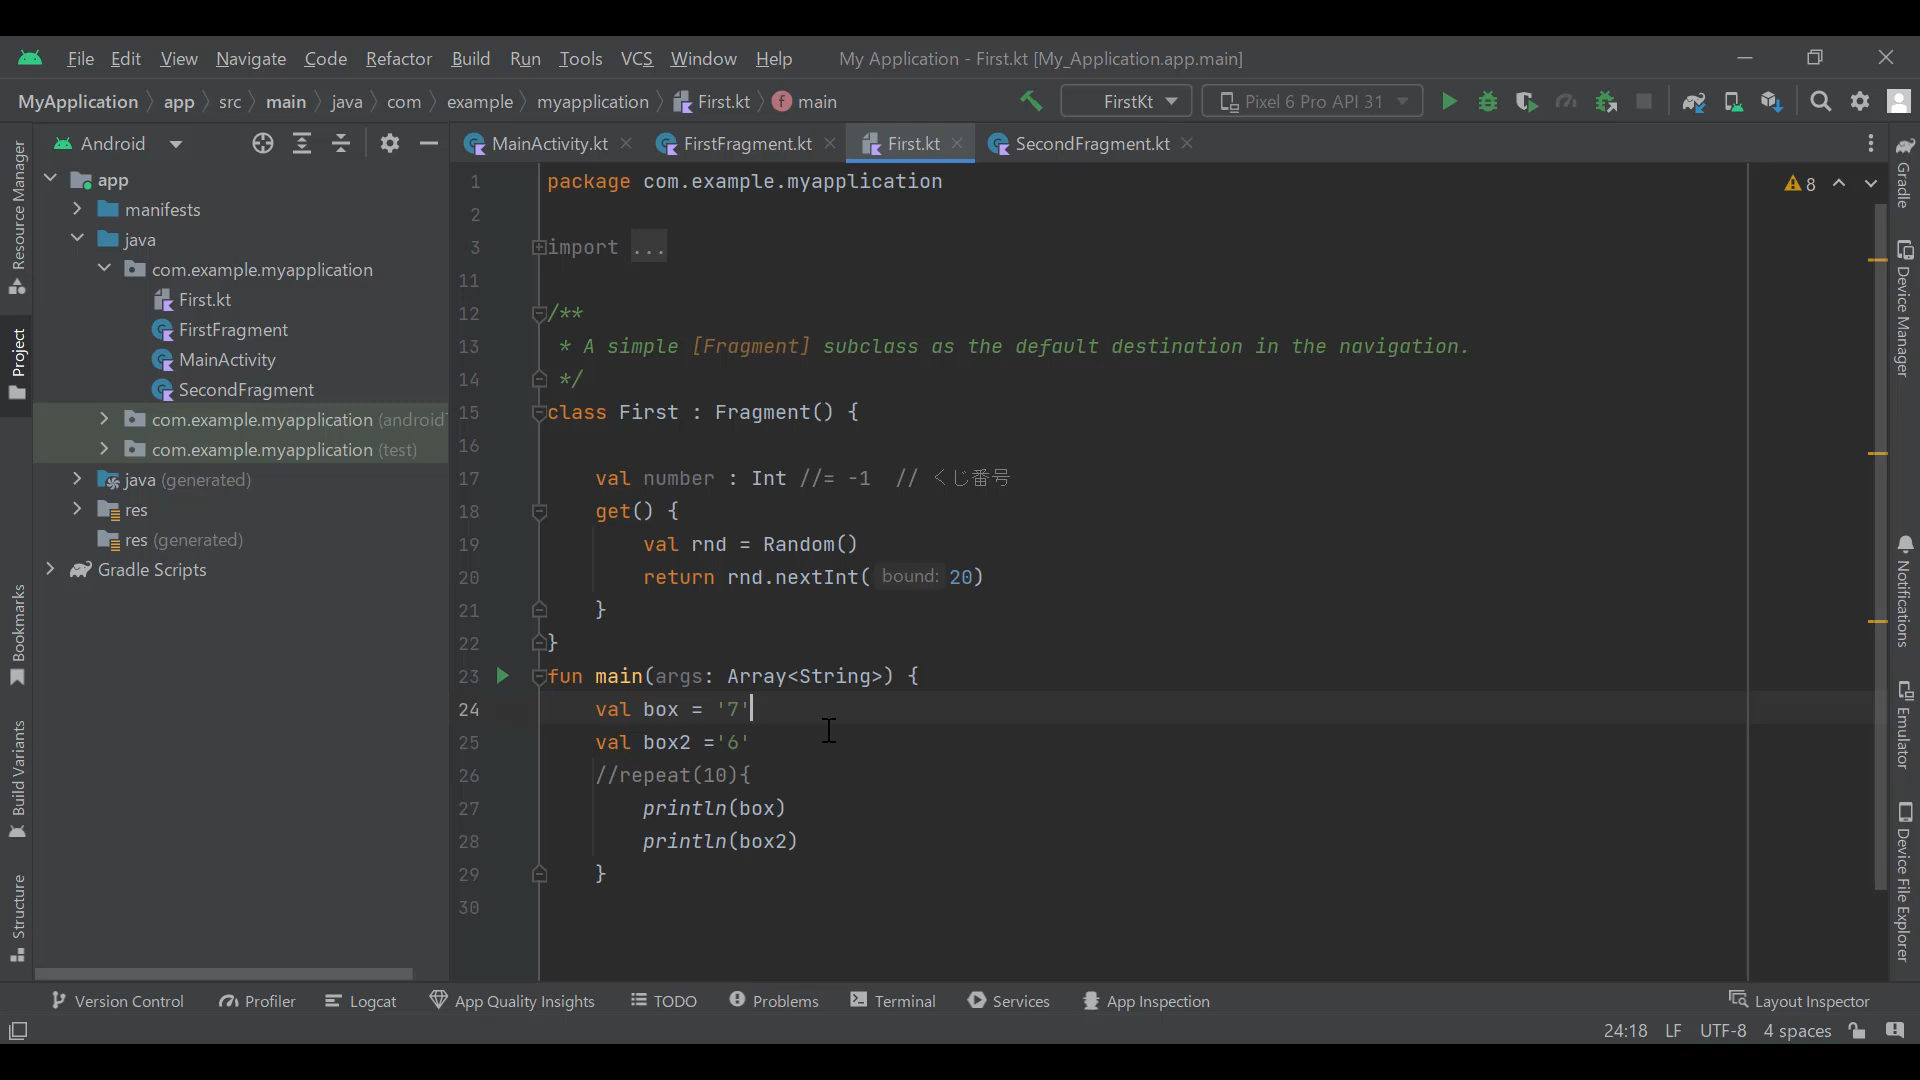 File Edit View Navigate Code Refactor Build Run Tools VCS Window Help My Application - First.kt [My_Application.app.main]
MyApplication app src main java com example myapplication First.kt main FirstKt Pixel 6 Pro API 31
Android MainActivity.kt FirstFragment.kt First.kt SecondFragment.kt
Resource Manager
Project
Bookmarks
Build Variants
Structure
app
manifests
java
com.example.myapplication
First.kt
FirstFragment
MainActivity
SecondFragment
com.example.myapplication (android
com.example.myapplication (test)
java (generated)
res
res (generated)
Gradle Scripts
8
1 package com.example.myapplication
2
3 import ...
11
12 /**
13 * A simple [Fragment] subclass as the default destination in the navigation.
14 */
15 class First : Fragment() {
16
17 val number : Int //= -1 // くじ番号
18 get() {
19 val rnd = Random()
20 return rnd.nextInt( bound: 20)
21 }
22 }
23 fun main(args: Array<String>) {
24 val box = '7'
25 val box2 ='6'
26 //repeat(10){
27 println(box)
28 println(box2)
29 }
30
Gradle
Device Manager
Notifications
Emulator
Device File Explorer
Version Control Profiler Logcat App Quality Insights TODO Problems Terminal Services App Inspection Layout Inspector
24:18 LF UTF-8 4 spaces